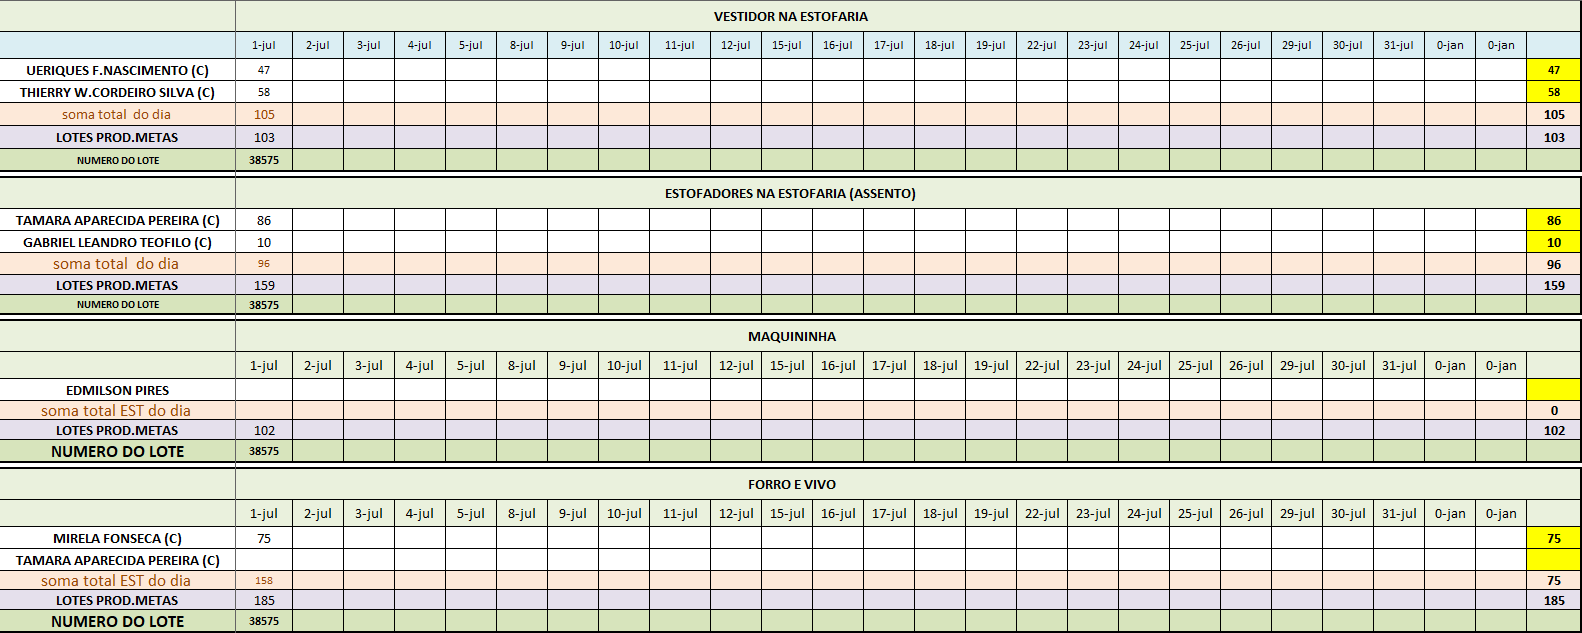 VESTIDOR NA ESTOFARIA
1-jul 2-jul 3-jul 4-jul 5-jul 8-jul 9-jul 10-jul 11-jul 12-jul 15-jul 16-jul 17-jul 18-jul 19-jul 22-jul 23-jul 24-jul 25-jul 26-jul 29-jul 30-jul 31-jul 0-jan 0-jan
UERIQUES F.NASCIMENTO (C) 47 47
THIERRY W.CORDEIRO SILVA (C) 58 58
soma total do dia 105 105
LOTES PROD.METAS 103 103
NUMERO DO LOTE 38575
ESTOFADORES NA ESTOFARIA (ASSENTO)
TAMARA APARECIDA PEREIRA (C) 86 86
GABRIEL LEANDRO TEOFILO (C) 10 10
soma total do dia 96 96
LOTES PROD.METAS 159 159
NUMERO DO LOTE 38575
MAQUININHA
1-jul 2-jul 3-jul 4-jul 5-jul 8-jul 9-jul 10-jul 11-jul 12-jul 15-jul 16-jul 17-jul 18-jul 19-jul 22-jul 23-jul 24-jul 25-jul 26-jul 29-jul 30-jul 31-jul 0-jan 0-jan
EDMILSON PIRES
soma total EST do dia 0
LOTES PROD.METAS 102 102
NUMERO DO LOTE 38575
FORRO E VIVO
1-jul 2-jul 3-jul 4-jul 5-jul 8-jul 9-jul 10-jul 11-jul 12-jul 15-jul 16-jul 17-jul 18-jul 19-jul 22-jul 23-jul 24-jul 25-jul 26-jul 29-jul 30-jul 31-jul 0-jan 0-jan
MIRELA FONSECA (C) 75 75
TAMARA APARECIDA PEREIRA (C)
soma total EST do dia 158 75
LOTES PROD.METAS 185 185
NUMERO DO LOTE 38575